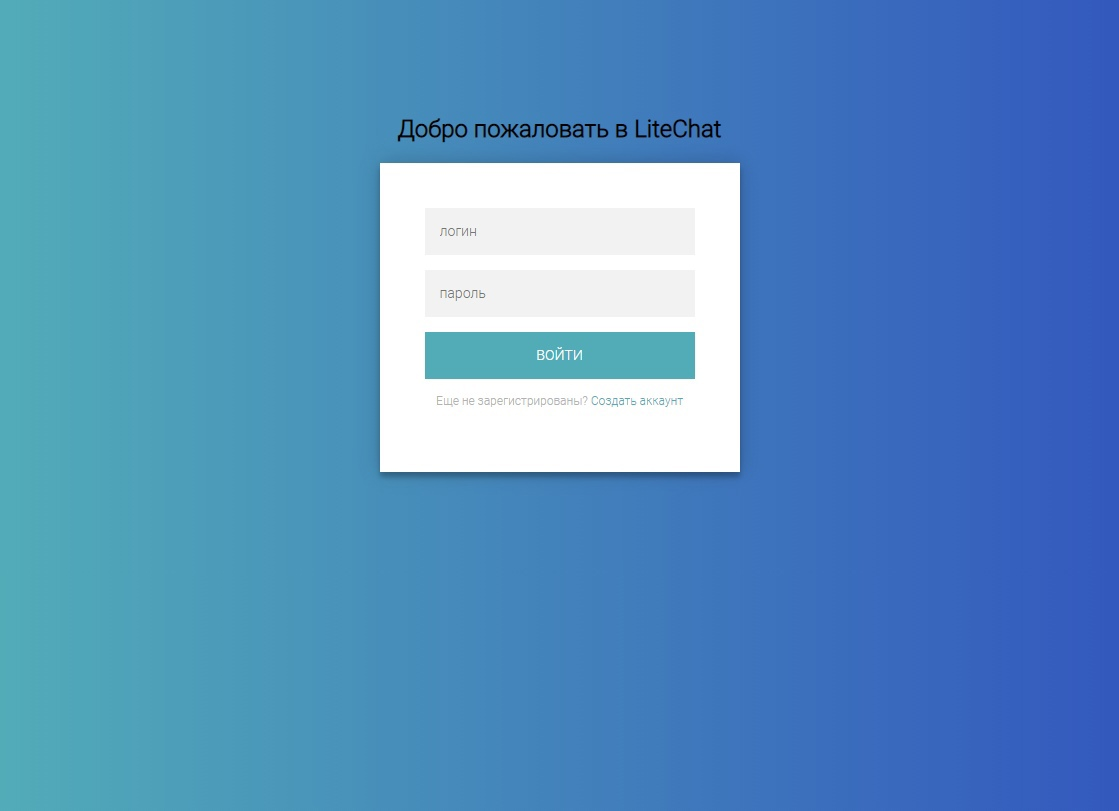 Добро пожаловать в LiteChat
логин
пароль
ВОЙТИ
Еще не зарегистрированы? Создать аккаунт